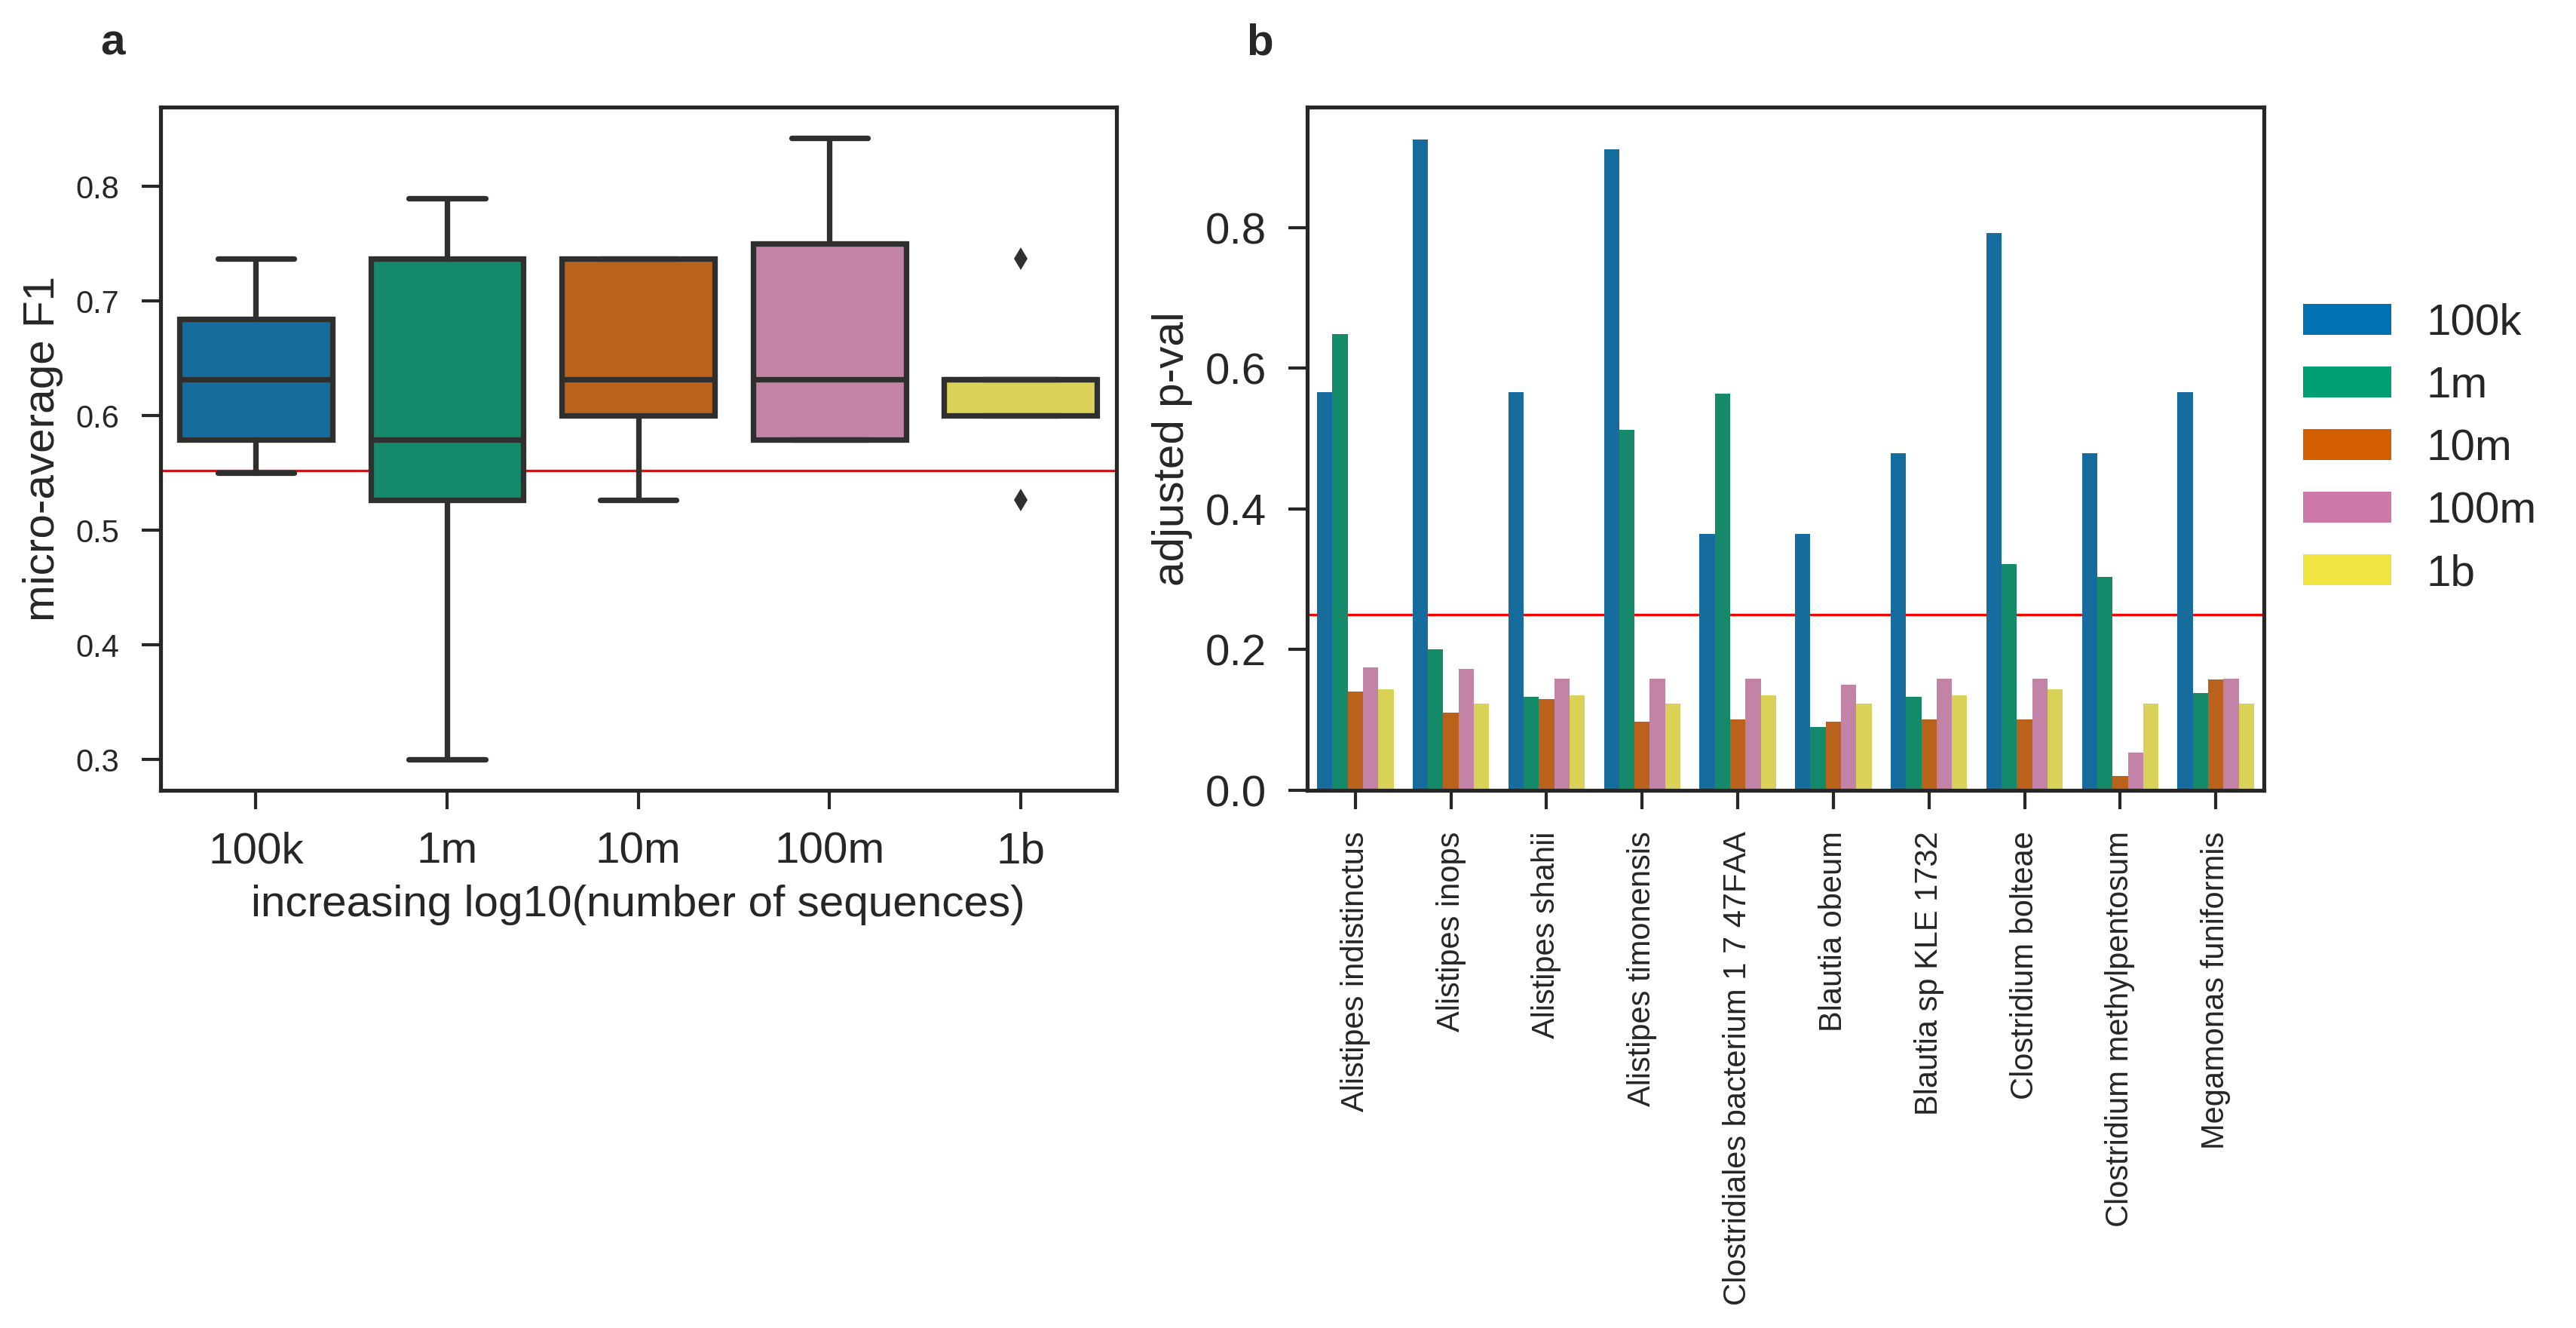 a
micro-average F1
0.8
0.7
0.6
0.5
0.4
0.3
100k
1m
10m
100m
1b
increasing log10(number of sequences)
b
adjusted p-val
0.8
0.6
0.4
0.2
0.0
Alistipes indistinctus
Alistipes inops
Alistipes shahii
Alistipes timonensis
Clostridiales bacterium 1 7 47FAA
Blautia obeum
Blautia sp KLE 1732
Clostridium bolteae
Clostridium methylpentosum
Megamonas funiformis
100k
1m
10m
100m
1b